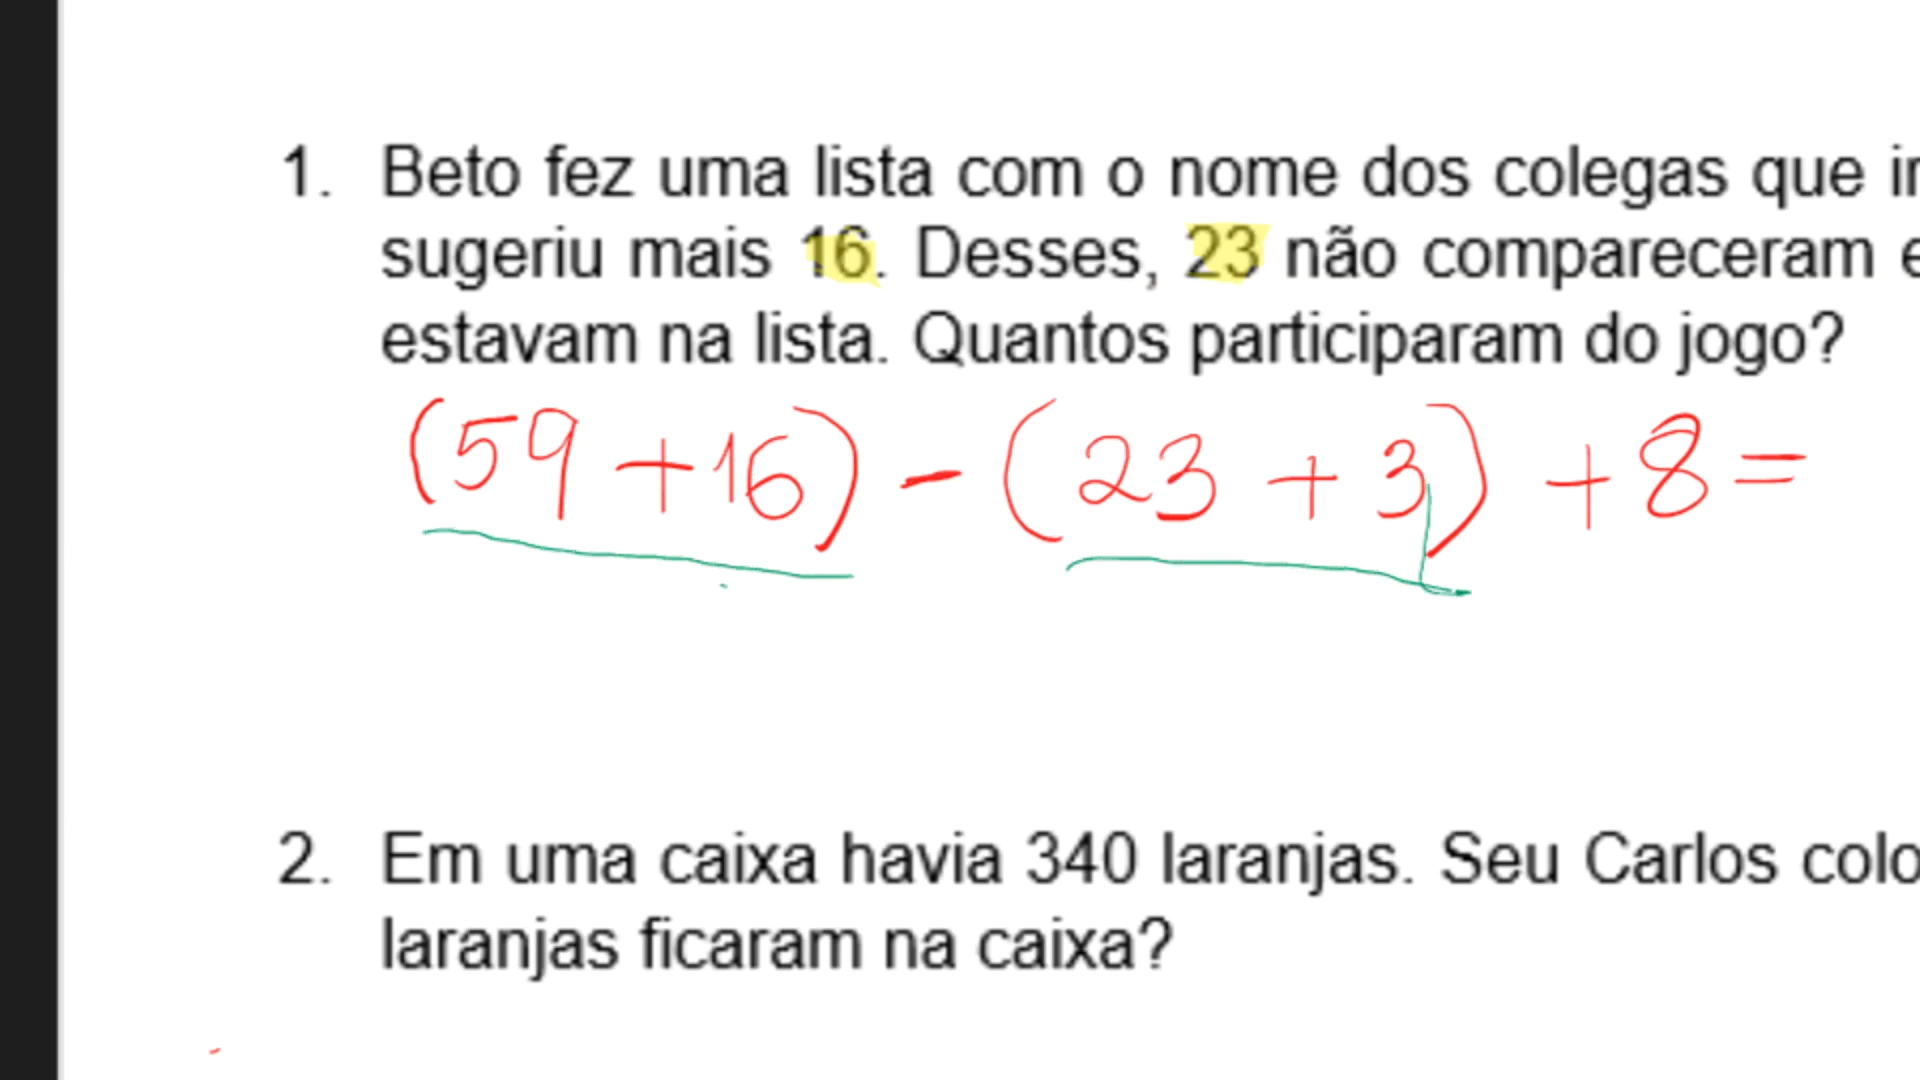 1. Beto fez uma lista com o nome dos colegas que
sugeriu mais 16. Desses, 23 não compareceram e
estavam na lista. Quantos participaram do jogo?
(59+16) - (23+3) +8=
2. Em uma caixa havia 340 laranjas. Seu Carlos colo
laranjas ficaram na caixa?